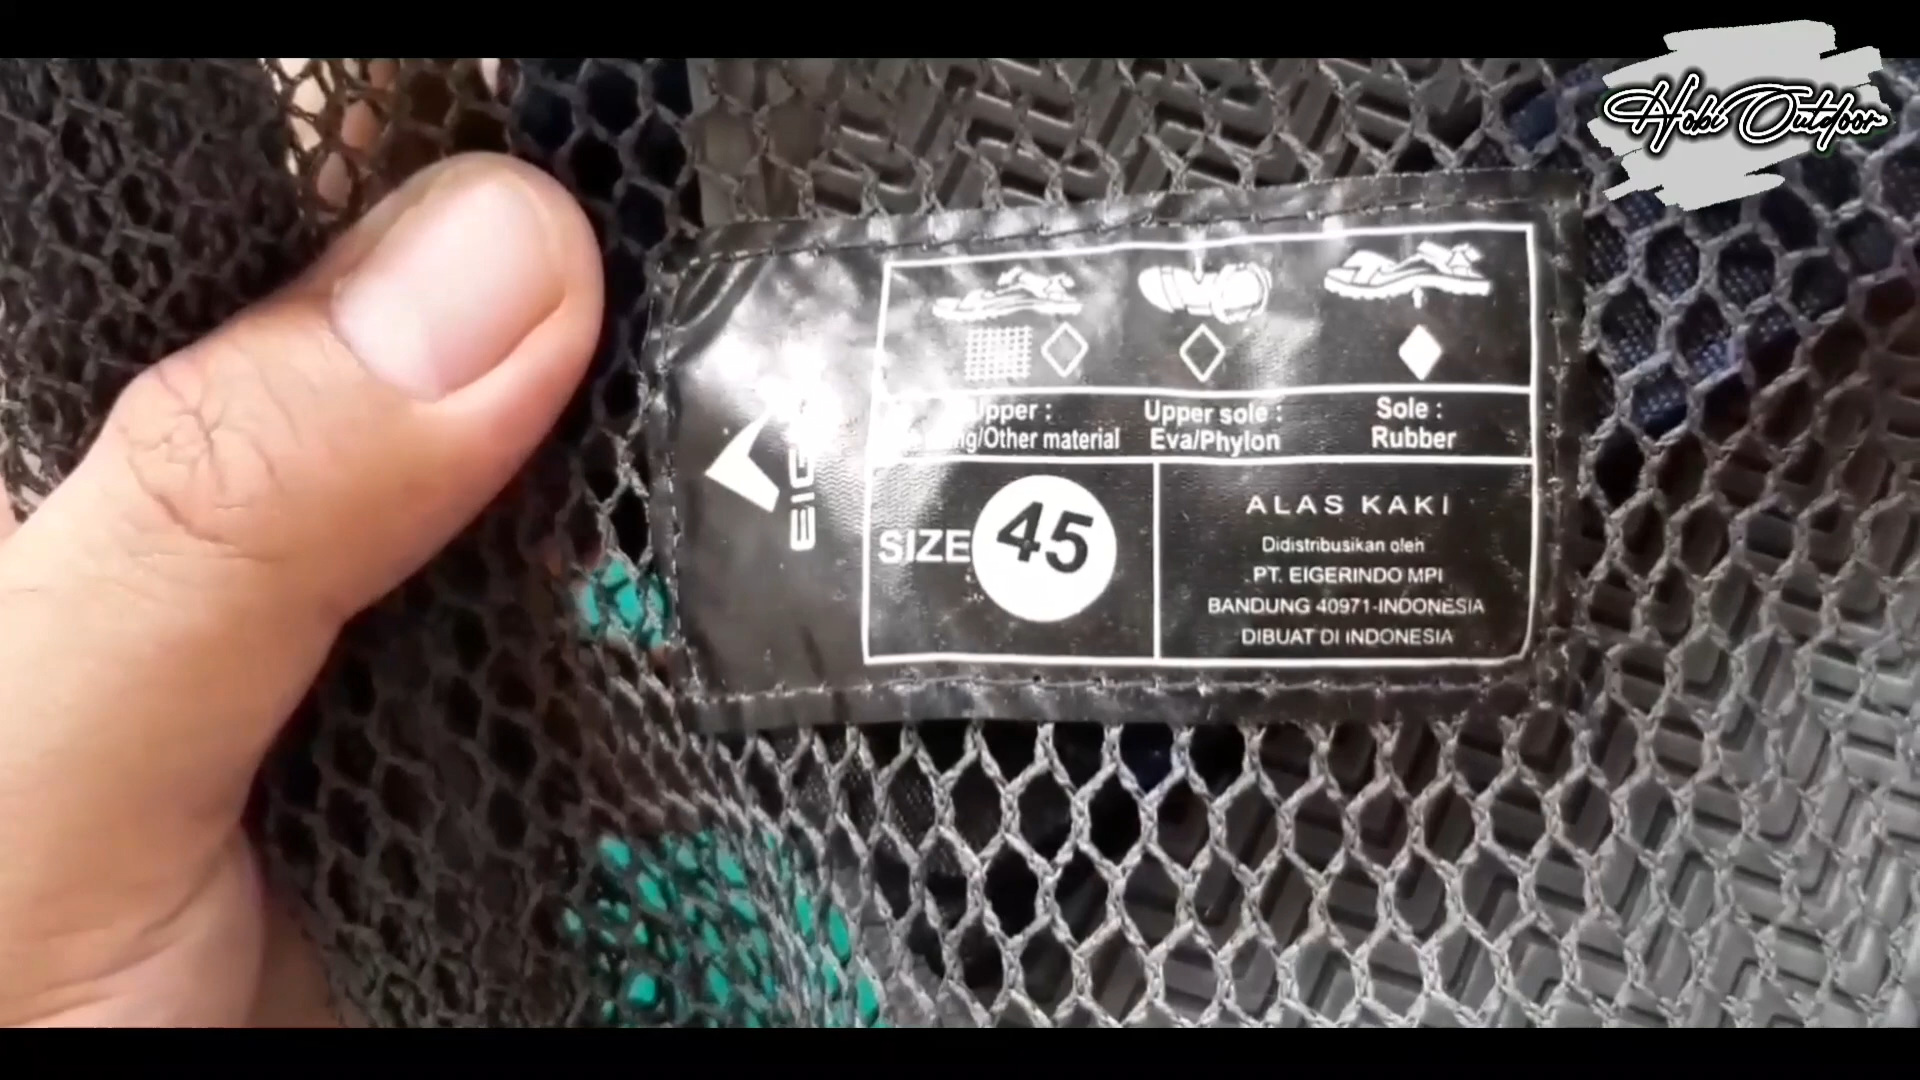 Hobi Outdoor
Upper :
/Other material
Upper sole :
Eva/Phylon
Sole :
Rubber
SIZE 45
ALAS KAKI
Didistribusikan oleh
PT. EIGERINDO MPI
BANDUNG 40971-INDONESIA
DIBUAT DI INDONESIA